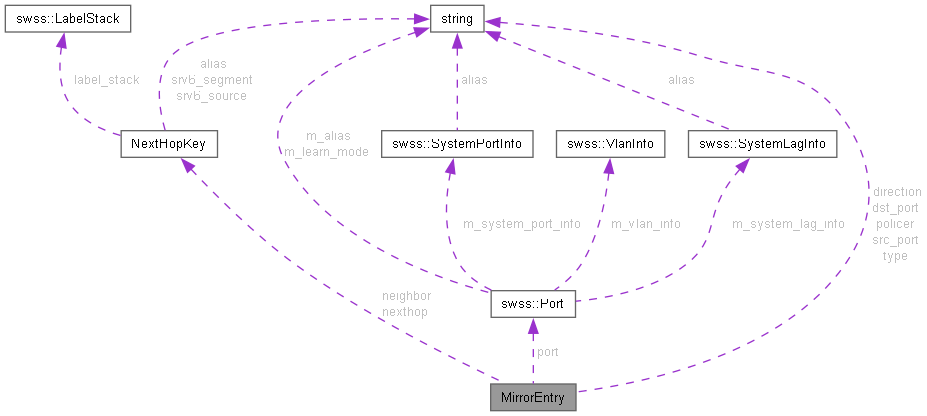 swss::LabelStack
string
label_stack
alias
srv6_segment
srv6_source
alias
alias
NextHopKey
m_alias
m_learn_mode
swss::SystemPortInfo
swss::VlanInfo
swss::SystemLagInfo
direction
dst_port
policer
src_port
type
m_system_port_info
m_vlan_info
m_system_lag_info
neighbor
nexthop
swss::Port
port
MirrorEntry